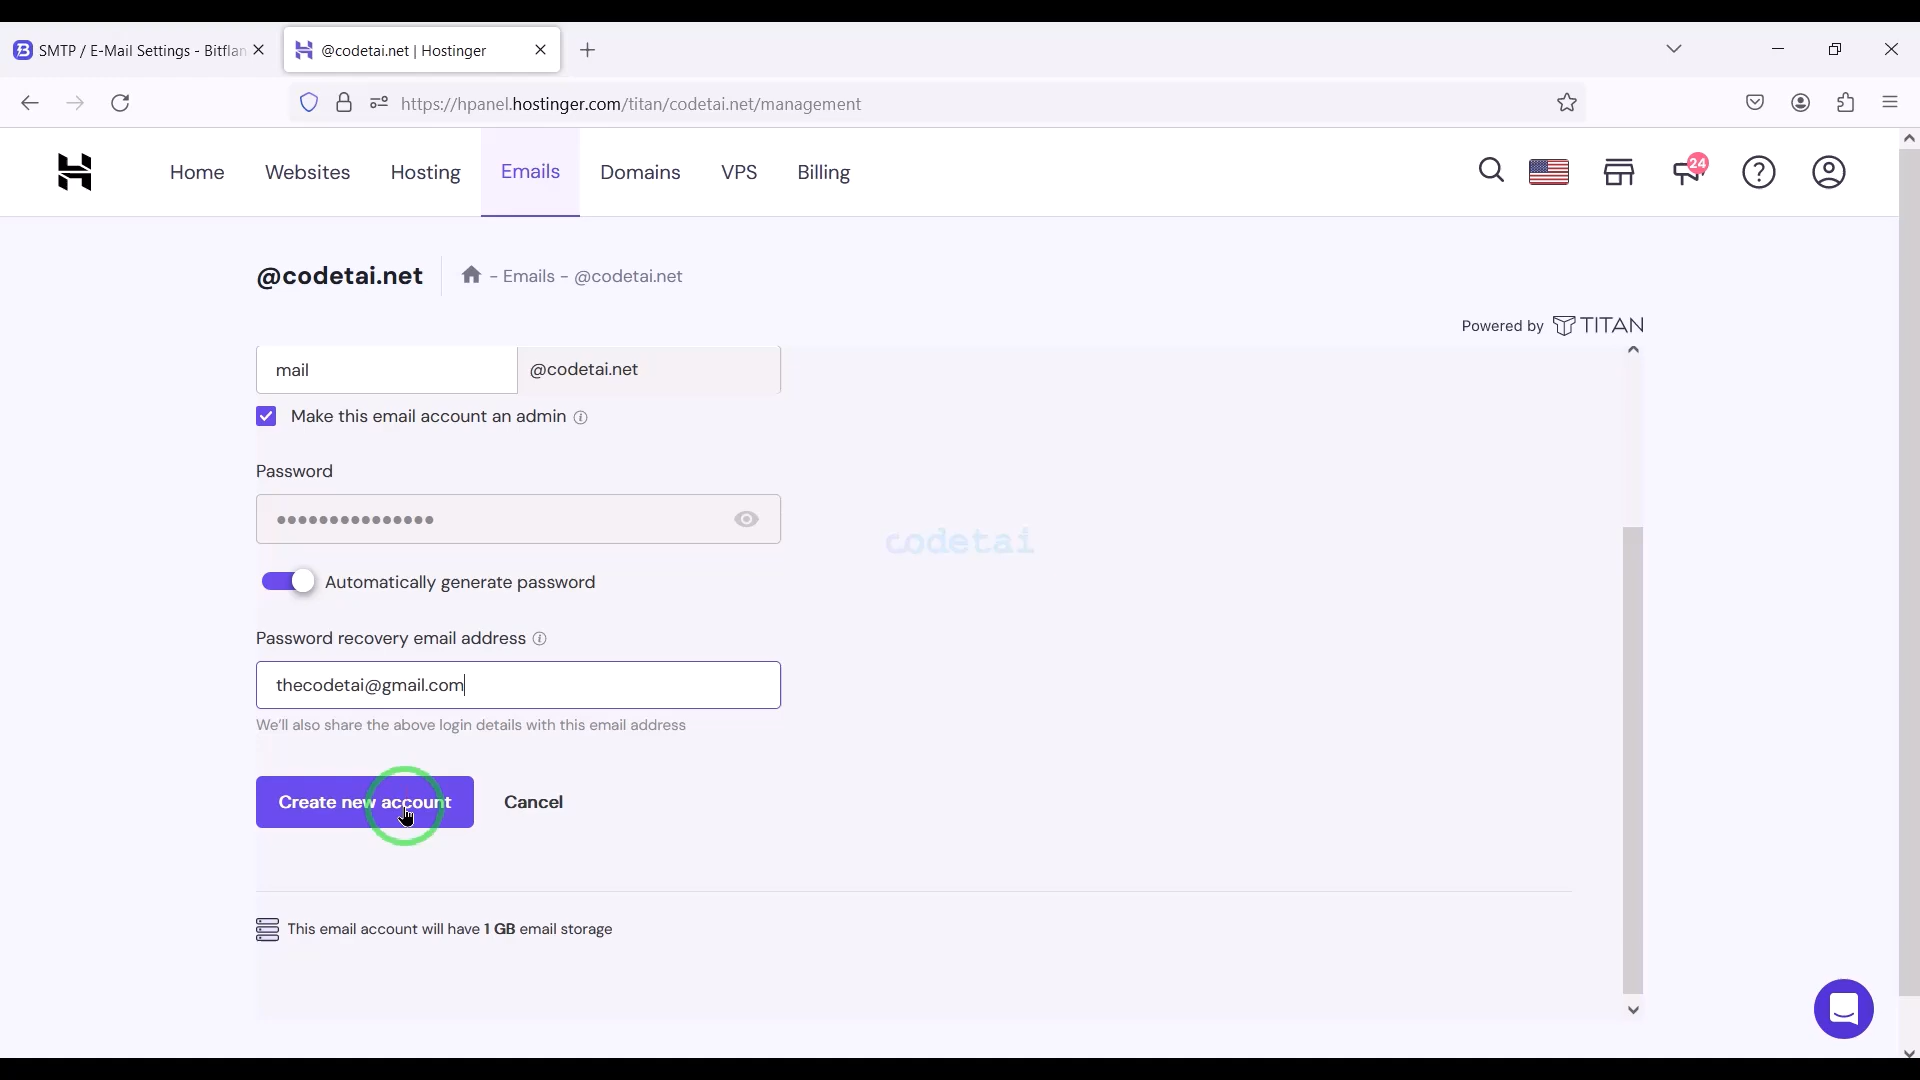 SMTP / E-Mail Settings - Bitflan
@codetai.net | Hostinger
https://hpanel.hostinger.com/titan/codetai.net/management
Home
Websites
Hosting
Emails
Domains
VPS
Billing
24
@codetai.net
- Emails - @codetai.net
Powered by TITAN
mail
@codetai.net
Make this email account an admin
Password
Automatically generate password
Password recovery email address
thecodetai@gmail.com
We'll also share the above login details with this email address
Create new account
Cancel
This email account will have 1 GB email storage
codetai